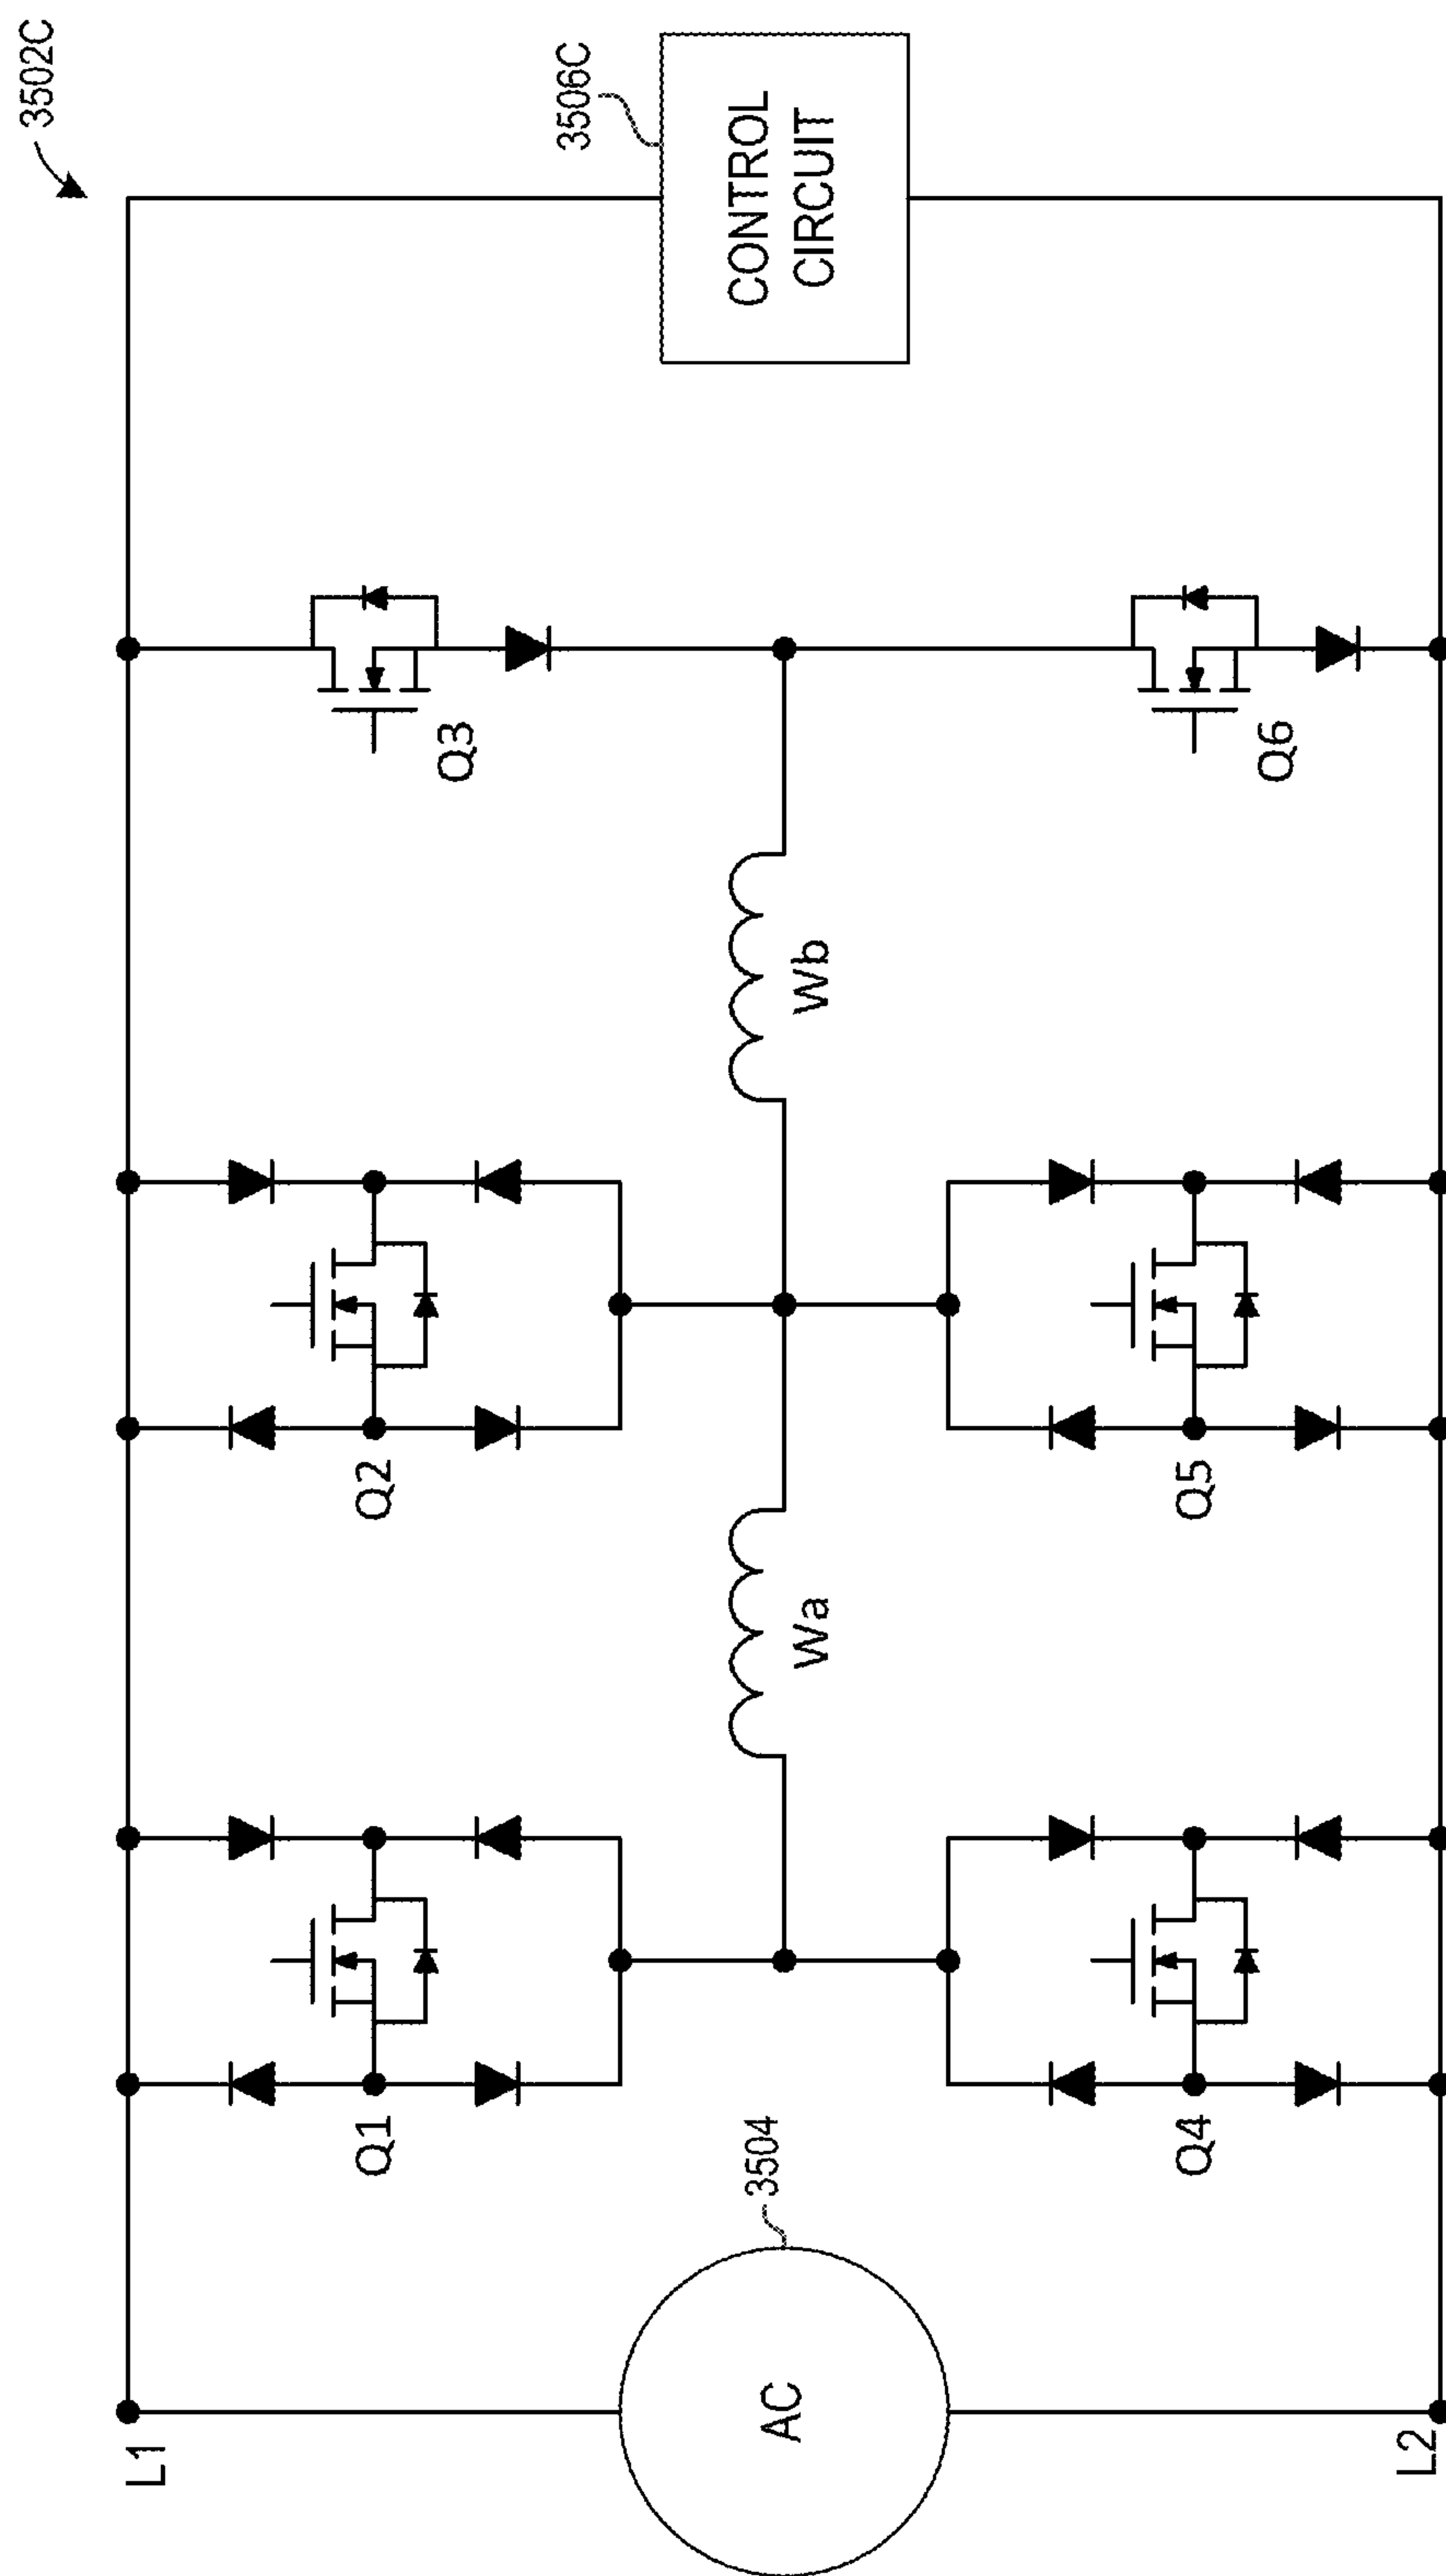 3502C
3506C
CONTROL
CIRCUIT
Q3
Q6
Wb
Q2
Q5
Wa
Q1
Q4
3504
AC
L1
L2